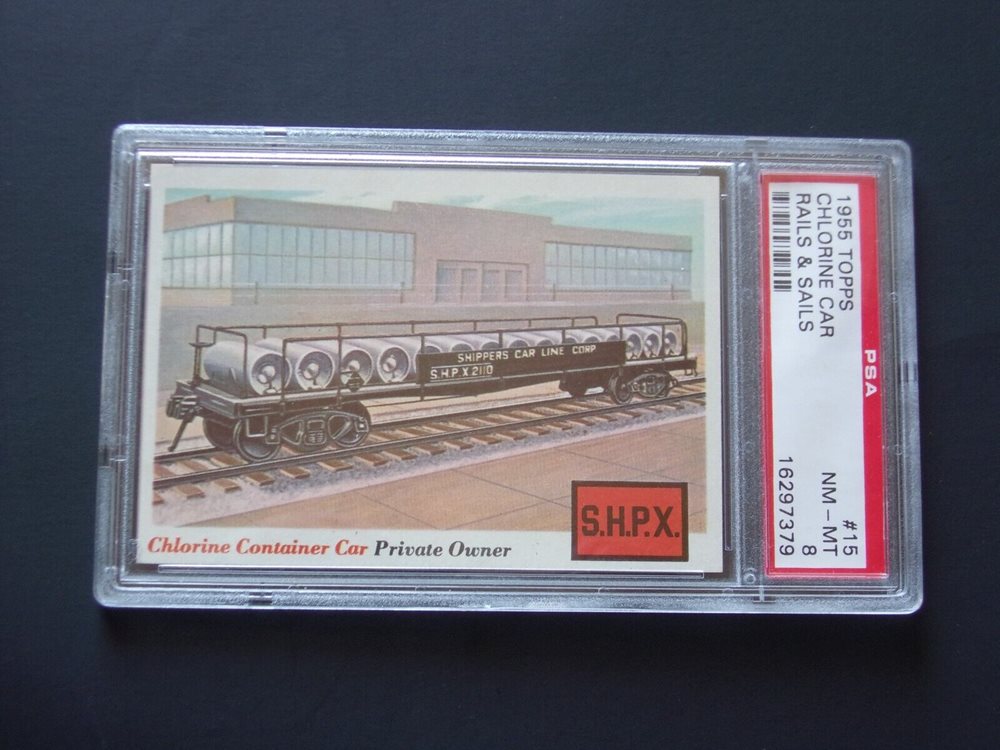 SHIPPERS CAR LINE CORP
S.H.P.X 2110
S.H.P.X.
Chlorine Container Car Private Owner
1955 TOPPS #15
CHLORINE CAR NM – MT
RAILS & SAILS 8
16297379
PSA